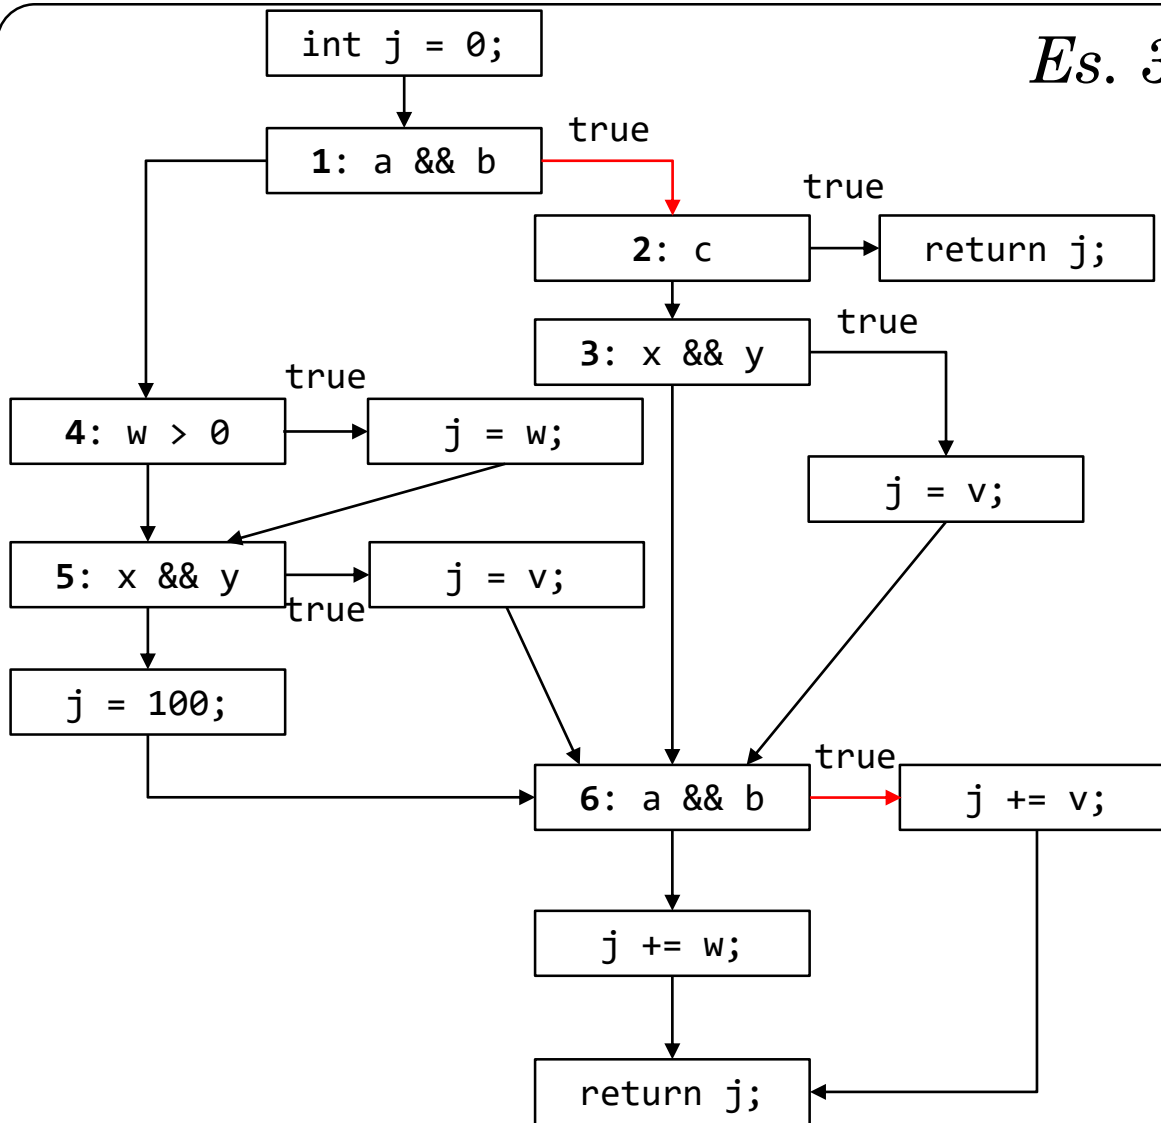 int j = 0;
Es. 3
true
1: a && b
true
2: c
return j;
true
3: x && y
true
4: w > 0
j = w;
j = v;
5: x && y
j = v;
true
j = 100;
true
6: a && b
j += v;
j += w;
return j;